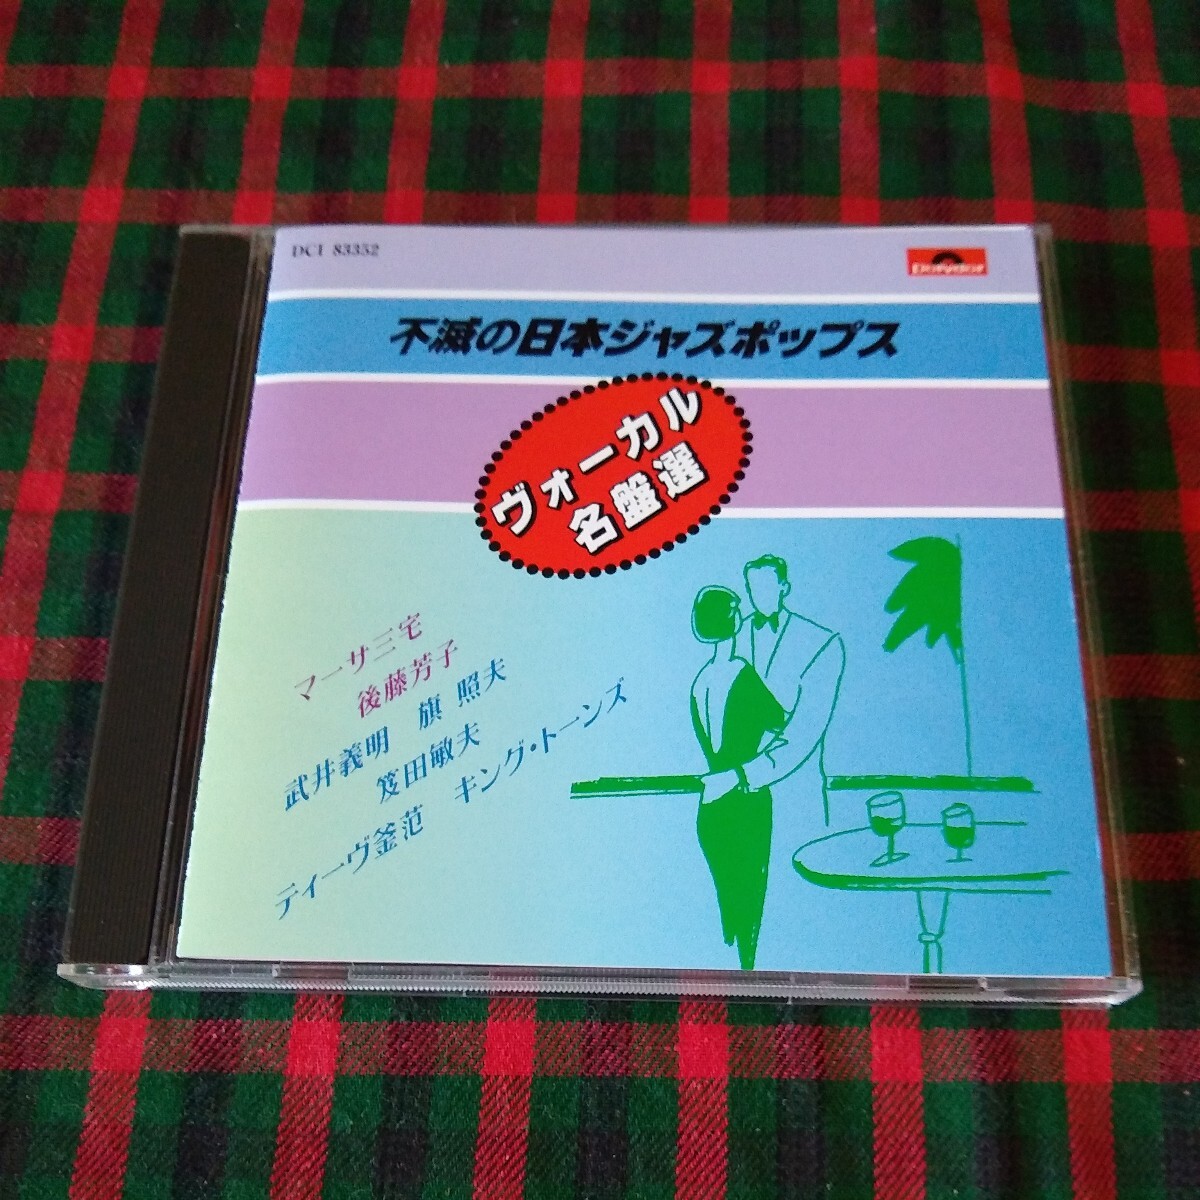 DCI 83352
Polydor
不滅の日本ジャズポップス
ヴォーカル
名盤選
マーサ三宅
後藤芳子
武井義明 旗 照夫
笈田敏夫
ティーヴ釜萢 キング・トーンズ